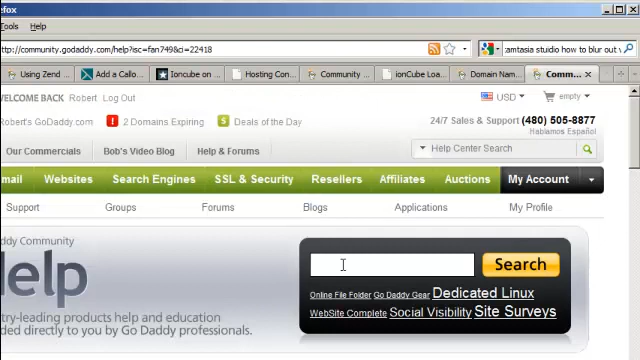 efox
Tools Help
http://community.godaddy.com/help?isc=fan749&ci=22418
amtasia studio how to blur out v
Using Zend ... Add a Callo... Ioncube on ... Hosting Con... Community ... ionCube Loa... Domain Nam... Comm...
WELCOME BACK Robert Log Out USD empty
Robert's GoDaddy.com 2 Domains Expiring Deals of the Day 24/7 Sales & Support (480) 505-8877
Hablamos Español
Our Commercials Bob's Video Blog Help & Forums Help Center Search
mail Websites Search Engines SSL & Security Resellers Affiliates Auctions My Account
Support Groups Forums Blogs Applications My Profile
addy Community
Help
Search
try-leading products help and education
ded directly to you by Go Daddy professionals.
Online File Folder Go Daddy Gear Dedicated Linux
WebSite Complete Social Visibility Site Surveys